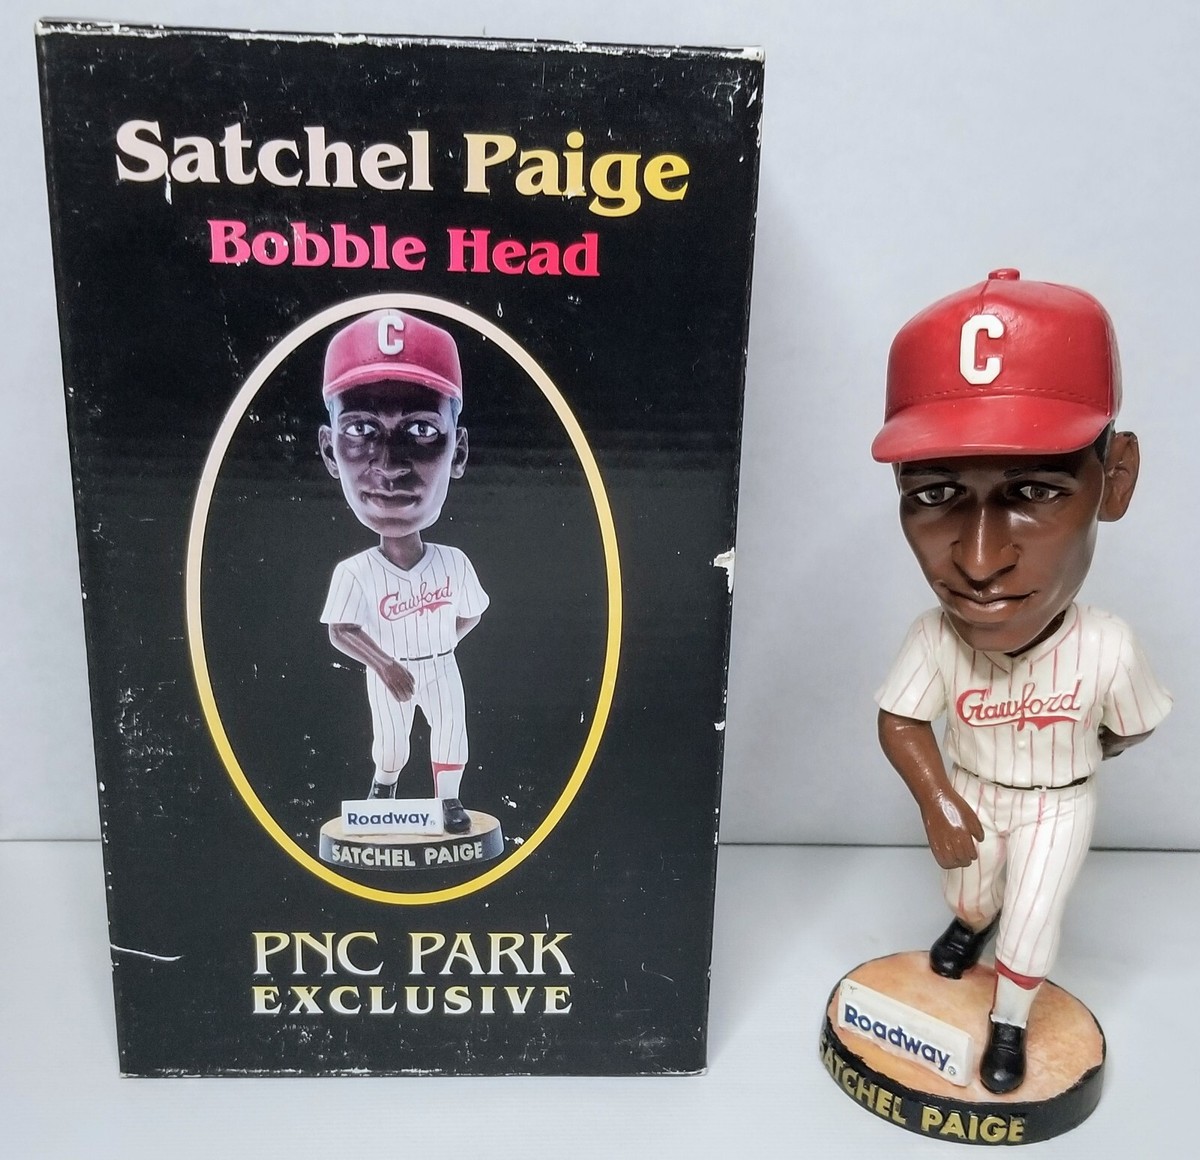 Satchel Paige
Bobble Head
C
Crawford
Roadway®
SATCHEL PAIGE
PNC PARK
EXCLUSIVE
C
Crawford
Roadway®
SATCHEL PAIGE